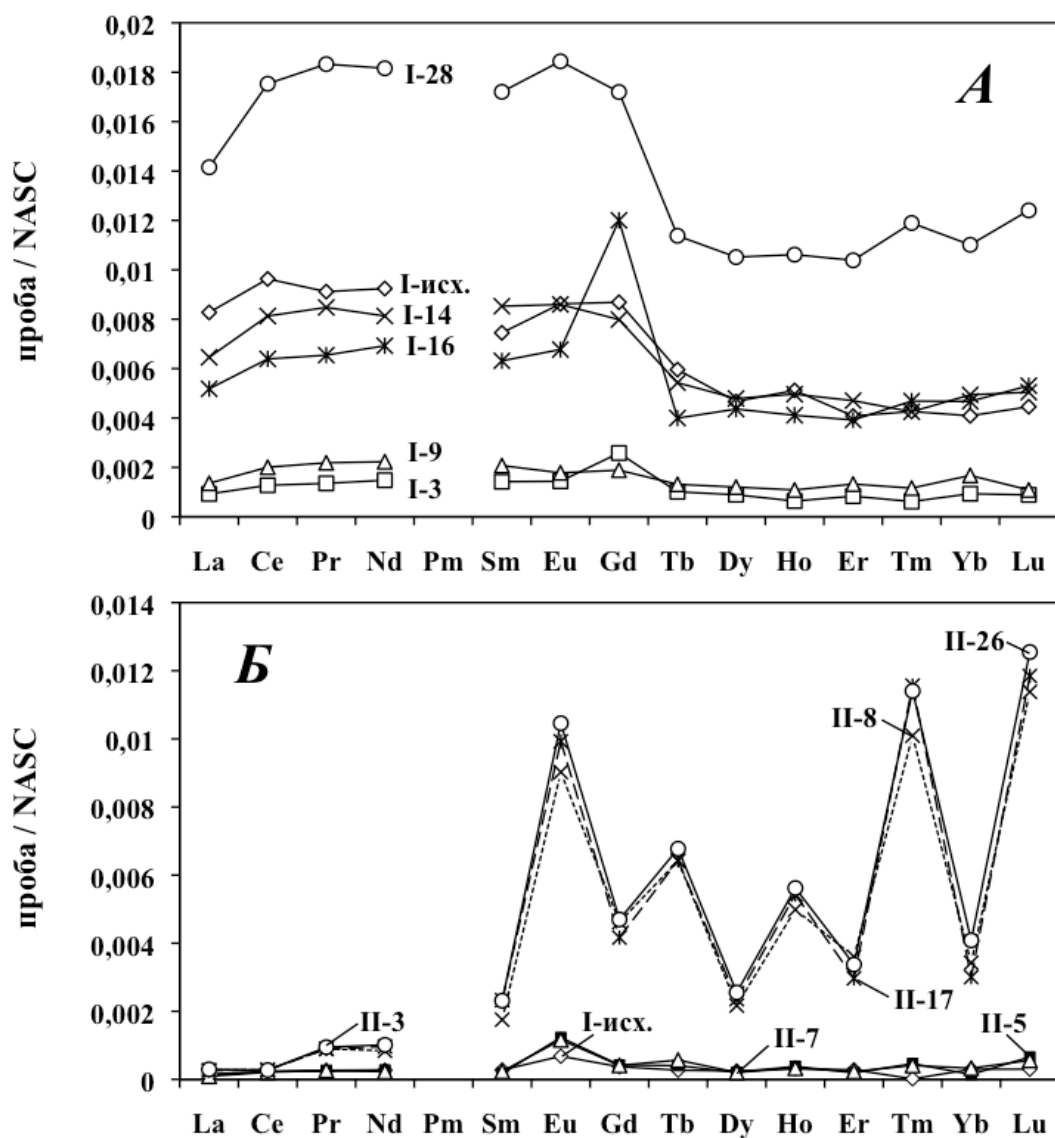 0,02
0,018
0,016
0,014
0,012
0,01
0,008
0,006
0,004
0,002
0
проба / NASC
А
I-28
I-исх.
I-14
I-16
I-9
I-3
La Ce Pr Nd Pm Sm Eu Gd Tb Dy Ho Er Tm Yb Lu
0,014
0,012
0,01
0,008
0,006
0,004
0,002
0
проба / NASC
Б
II-26
II-8
II-17
II-3
I-исх.
II-7
II-5
La Ce Pr Nd Pm Sm Eu Gd Tb Dy Ho Er Tm Yb Lu